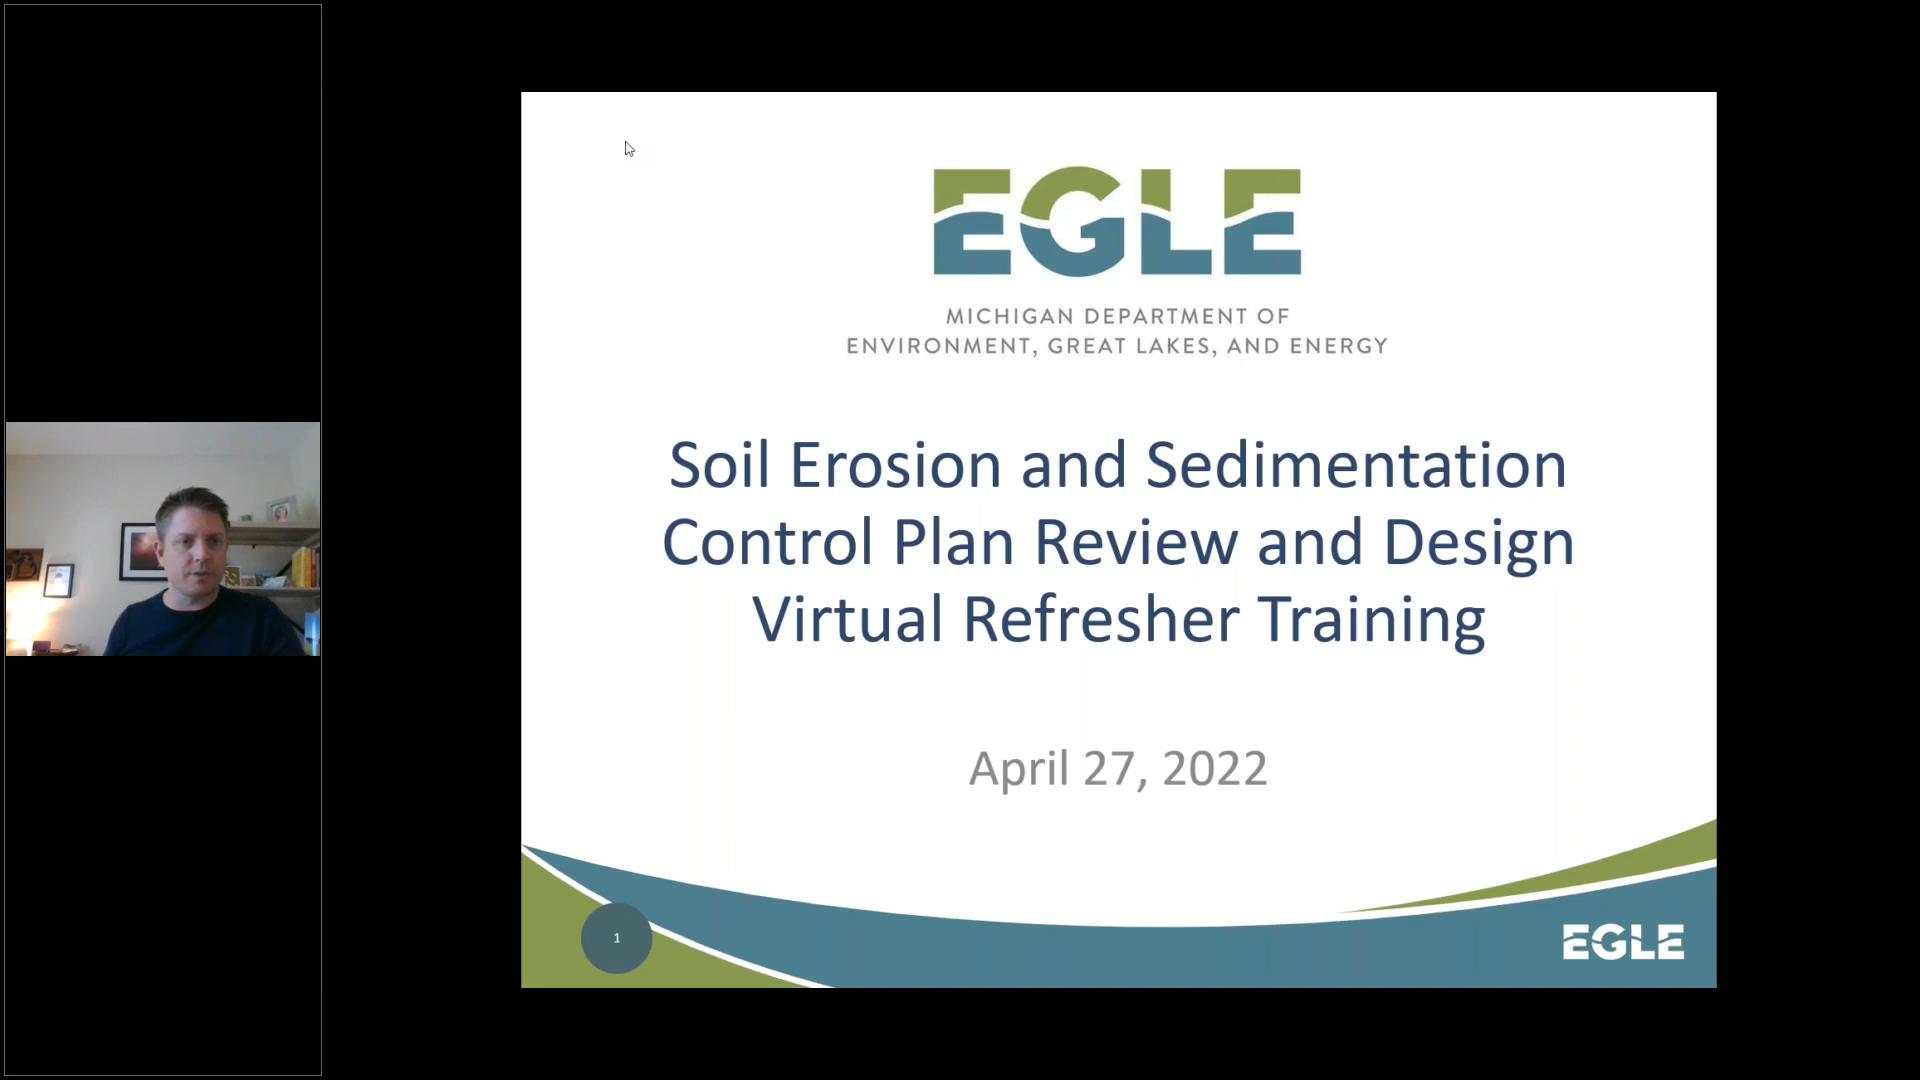 EGLE
MICHIGAN DEPARTMENT OF
ENVIRONMENT, GREAT LAKES, AND ENERGY
Soil Erosion and Sedimentation
Control Plan Review and Design
Virtual Refresher Training
April 27, 2022
1
EGLE